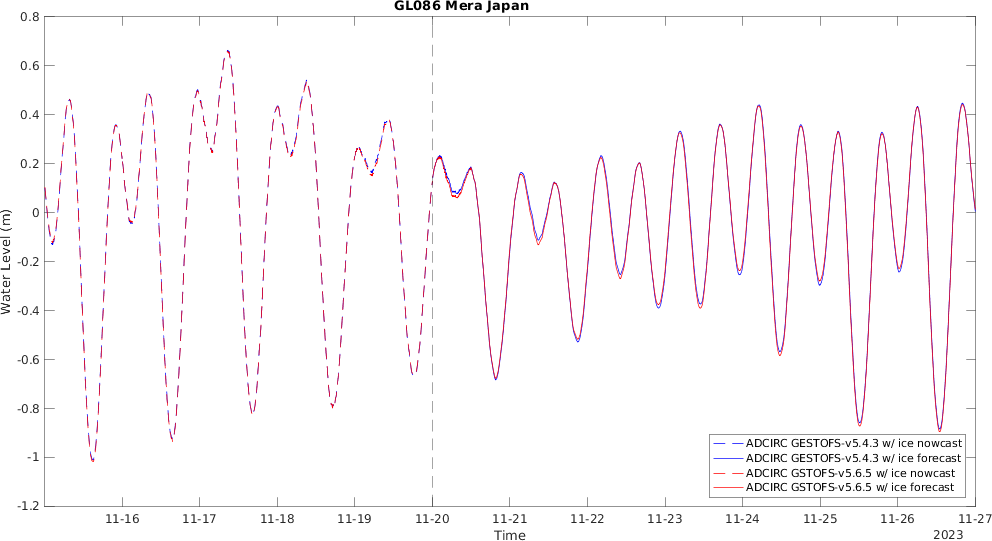 GL086 Mera Japan
0.8
0.6
0.4
0.2
0
-0.2
-0.4
-0.6
-0.8
-1
-1.2
Water Level (m)
ADCIRC GESTOFS-v5.4.3 w/ ice nowcast
ADCIRC GESTOFS-v5.4.3 w/ ice forecast
ADCIRC GSTOFS-v5.6.5 w/ ice nowcast
ADCIRC GSTOFS-v5.6.5 w/ ice forecast
11-16 11-17 11-18 11-19 11-20 11-21 11-22 11-23 11-24 11-25 11-26 11-27
Time
2023